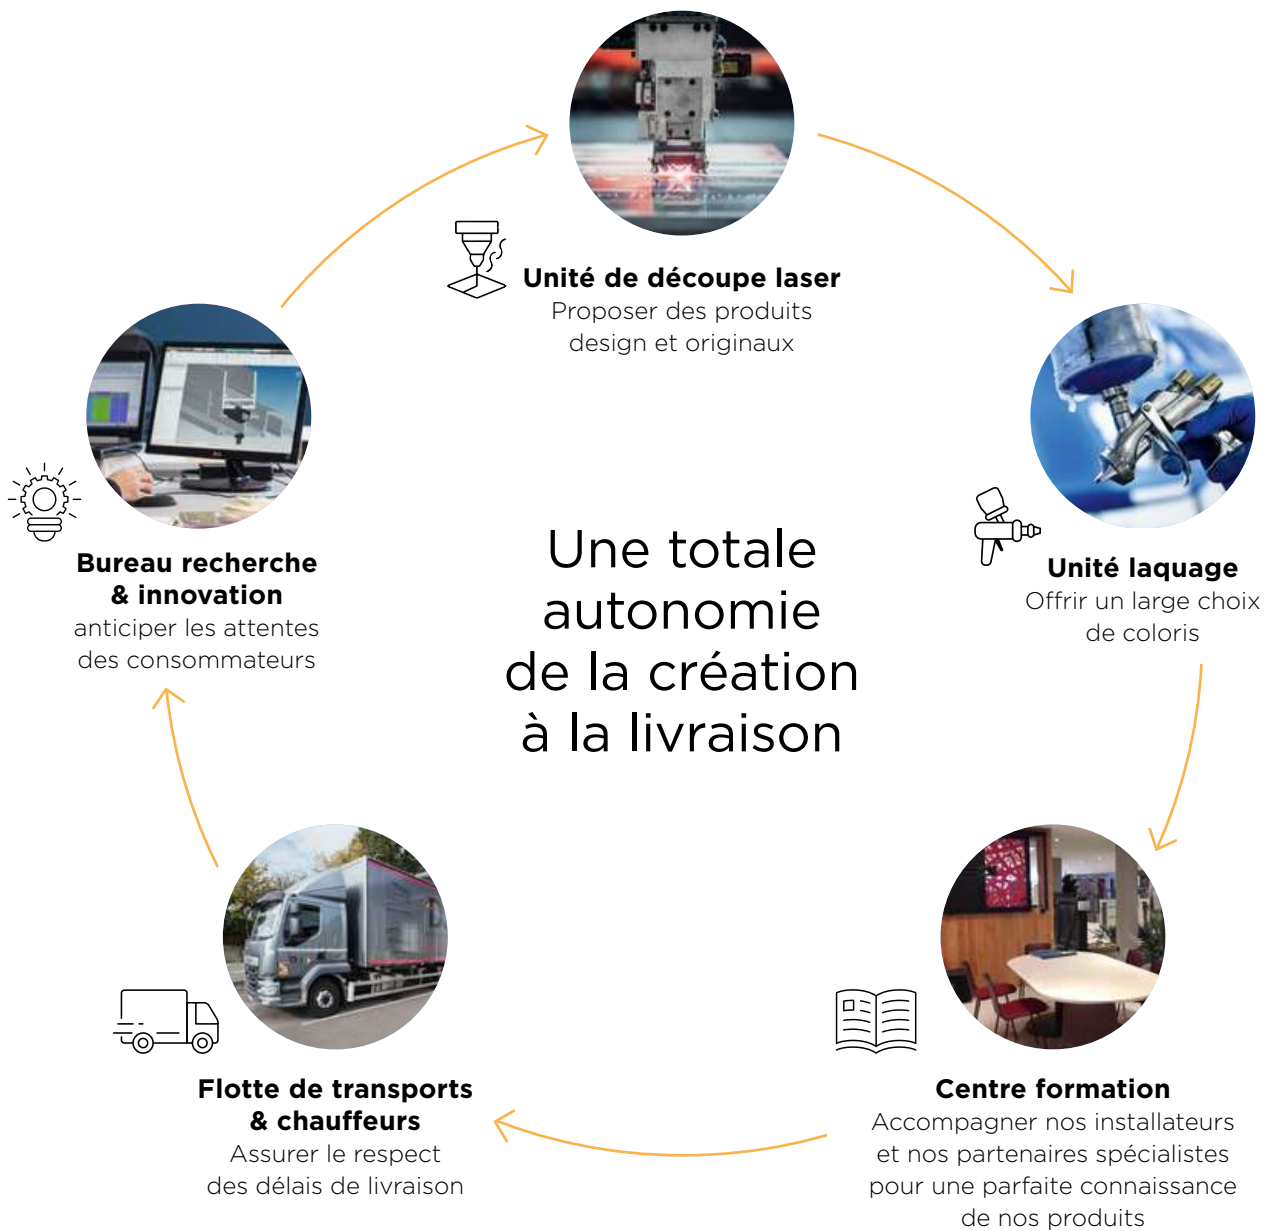 Unité de découpe laser
Proposer des produits
design et originaux
Unité laquage
Offrir un large choix
de coloris
Centre formation
Accompagner nos installateurs
et nos partenaires spécialistes
pour une parfaite connaissance
de nos produits
Flotte de transports
& chauffeurs
Assurer le respect
des délais de livraison
Bureau recherche
& innovation
anticiper les attentes
des consommateurs
Une totale
autonomie
de la création
à la livraison